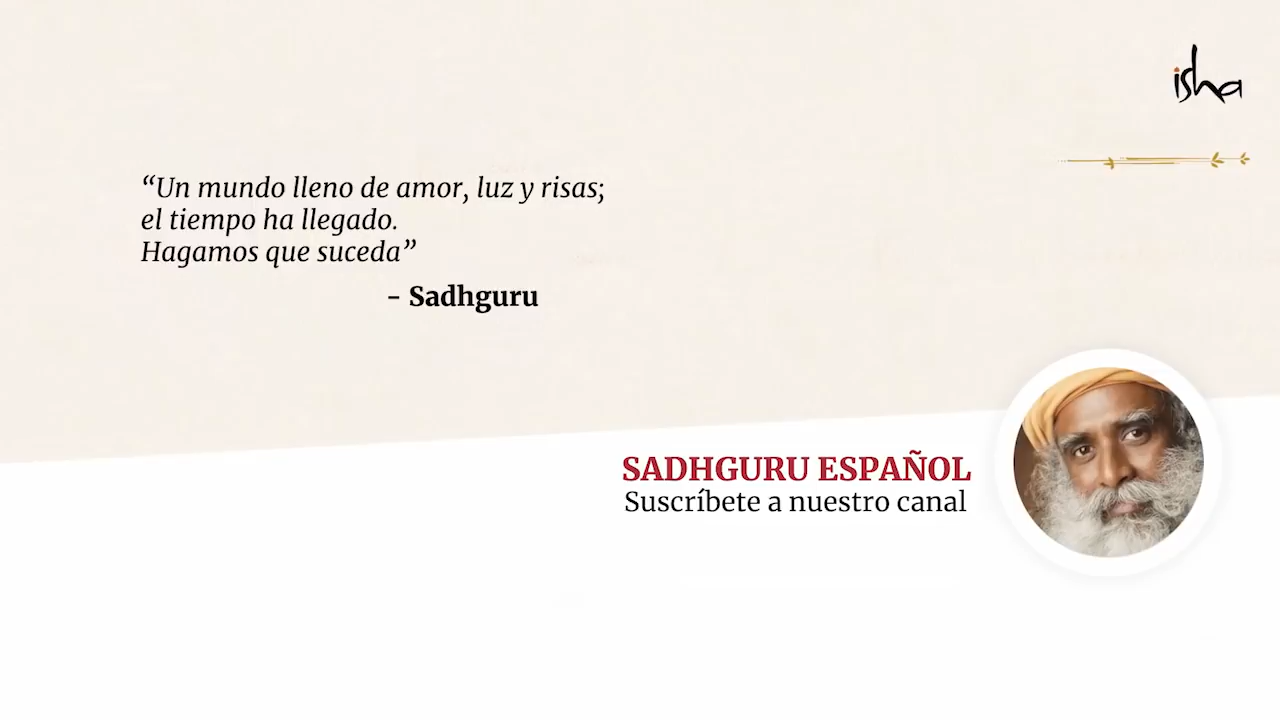 isha
“Un mundo lleno de amor, luz y risas;
el tiempo ha llegado.
Hagamos que suceda”
- Sadhguru
SADHGURU ESPAÑOL
Suscríbete a nuestro canal